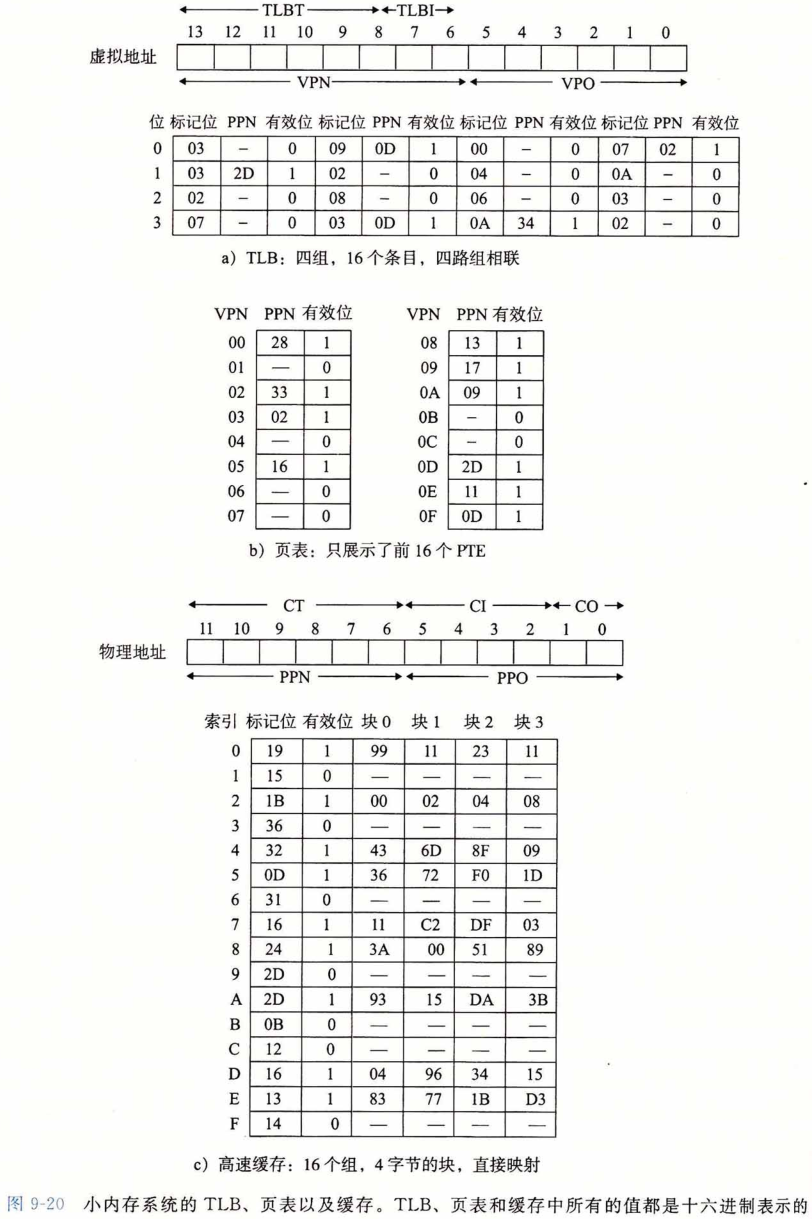 TLBT TLBI
13 12 11 10 9 8 7 6 5 4 3 2 1 0
虚拟地址
VPN VPO
位 标记位 PPN 有效位 标记位 PPN 有效位 标记位 PPN 有效位 标记位 PPN 有效位
0 03 – 0 09 0D 1 00 – 0 07 02 1
1 03 2D 1 02 – 0 04 – 0 0A – 0
2 02 – 0 08 – 0 06 – 0 03 – 0
3 07 – 0 03 0D 1 0A 34 1 02 – 0
a) TLB：四组，16 个条目，四路组相联
VPN PPN 有效位 VPN PPN 有效位
00 28 1 08 13 1
01 — 0 09 17 1
02 33 1 0A 09 1
03 02 1 0B – 0
04 — 0 0C – 0
05 16 1 0D 2D 1
06 — 0 0E 11 1
07 — 0 0F 0D 1
b) 页表：只展示了前 16 个 PTE
CT CI CO
11 10 9 8 7 6 5 4 3 2 1 0
物理地址
PPN PPO
索引 标记位 有效位 块 0 块 1 块 2 块 3
0 19 1 99 11 23 11
1 15 0 — — — —
2 1B 1 00 02 04 08
3 36 0 — — — —
4 32 1 43 6D 8F 09
5 0D 1 36 72 F0 1D
6 31 0 — — — —
7 16 1 11 C2 DF 03
8 24 1 3A 00 51 89
9 2D 0 — — — —
A 2D 1 93 15 DA 3B
B 0B 0 — — — —
C 12 0 — — — —
D 16 1 04 96 34 15
E 13 1 83 77 1B D3
F 14 0 — — — —
c) 高速缓存：16 个组，4 字节的块，直接映射
图 9-20 小内存系统的 TLB、页表以及缓存。TLB、页表和缓存中所有的值都是十六进制表示的